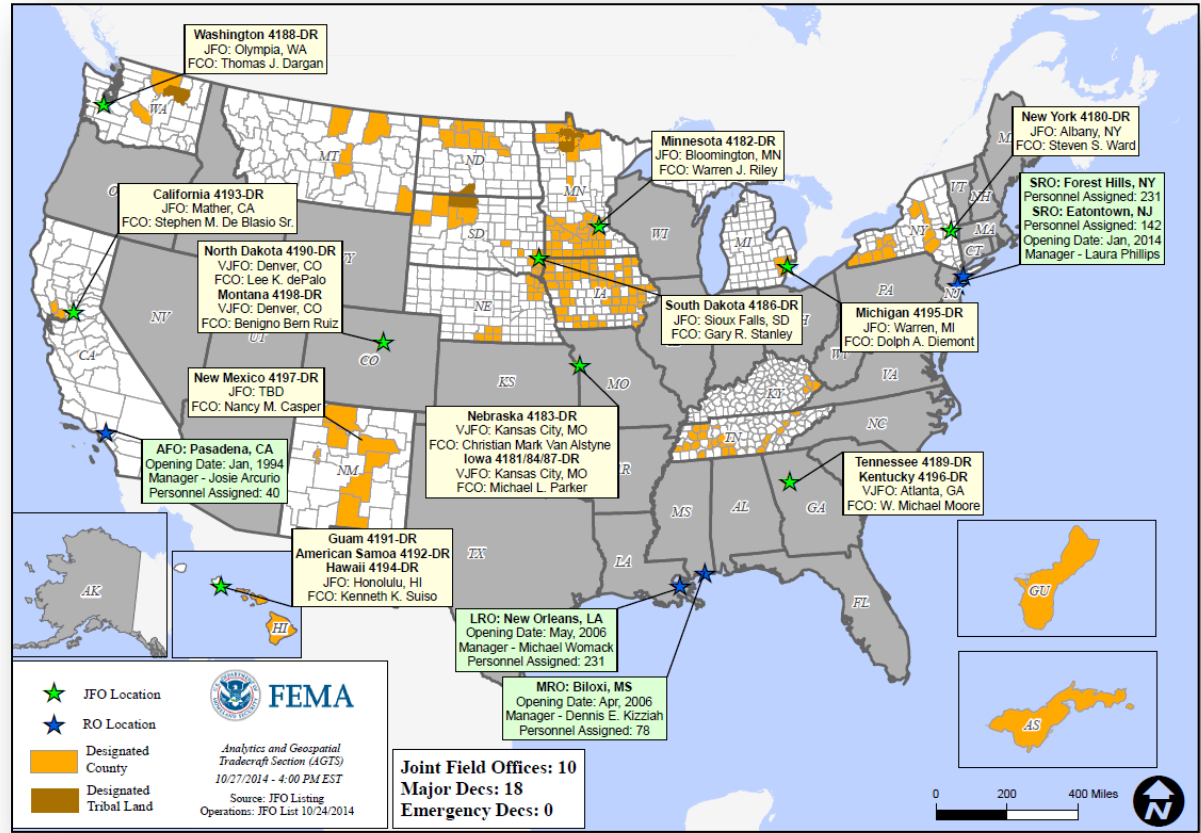 Washington 4188-DR
JFO: Olympia, WA
FCO: Thomas J. Dargan
California 4193-DR
JFO: Mather, CA
FCO: Stephen M. De Blasio Sr.
North Dakota 4190-DR
VJFO: Denver, CO
FCO: Lee K. dePalo
Montana 4198-DR
VJFO: Denver, CO
FCO: Benigno Bern Ruiz
New Mexico 4197-DR
JFO: TBD
FCO: Nancy M. Casper
AFO: Pasadena, CA
Opening Date: Jan, 1994
Manager - Josie Arcurio
Personnel Assigned: 40
Minnesota 4182-DR
JFO: Bloomington, MN
FCO: Warren J. Riley
New York 4180-DR
JFO: Albany, NY
FCO: Steven S. Ward
SRO: Forest Hills, NY
Personnel Assigned: 231
SRO: Eatontown, NJ
Personnel Assigned: 142
Opening Date: Jan, 2014
Manager - Laura Phillips
South Dakota 4186-DR
JFO: Sioux Falls, SD
FCO: Gary R. Stanley
Michigan 4195-DR
JFO: Warren, MI
FCO: Dolph A. Diemont
Nebraska 4183-DR
VJFO: Kansas City, MO
FCO: Christian Mark Van Alstyne
Iowa 4181/84/87-DR
VJFO: Kansas City, MO
FCO: Michael L. Parker
Tennessee 4189-DR
Kentucky 4196-DR
VJFO: Atlanta, GA
FCO: W. Michael Moore
Guam 4191-DR
American Samoa 4192-DR
Hawaii 4194-DR
JFO: Honolulu, HI
FCO: Kenneth K. Suiso
LRO: New Orleans, LA
Opening Date: May, 2006
Manager - Michael Womack
Personnel Assigned: 231
MRO: Biloxi, MS
Opening Date: Apr, 2006
Manager - Dennis E. Kizziah
Personnel Assigned: 78
WA
MT
ND
MN
SD
WI
MI
NY
VT
NH
MA
CT
NJ
PA
NE
IA
NV
UT
CO
CA
KS
MO
KY
VA
NC
TN
NM
TX
MS
AL
GA
LA
FL
AK
HI
GU
AS
JFO Location
RO Location
Designated
County
Designated
Tribal Land
FEMA
Analytics and Geospatial
Tradecraft Section (AGTS)
10/27/2014 - 4:00 PM EST
Source: JFO Listing
Operations: JFO List 10/24/2014
Joint Field Offices: 10
Major Decs: 18
Emergency Decs: 0
0 200 400 Miles
N